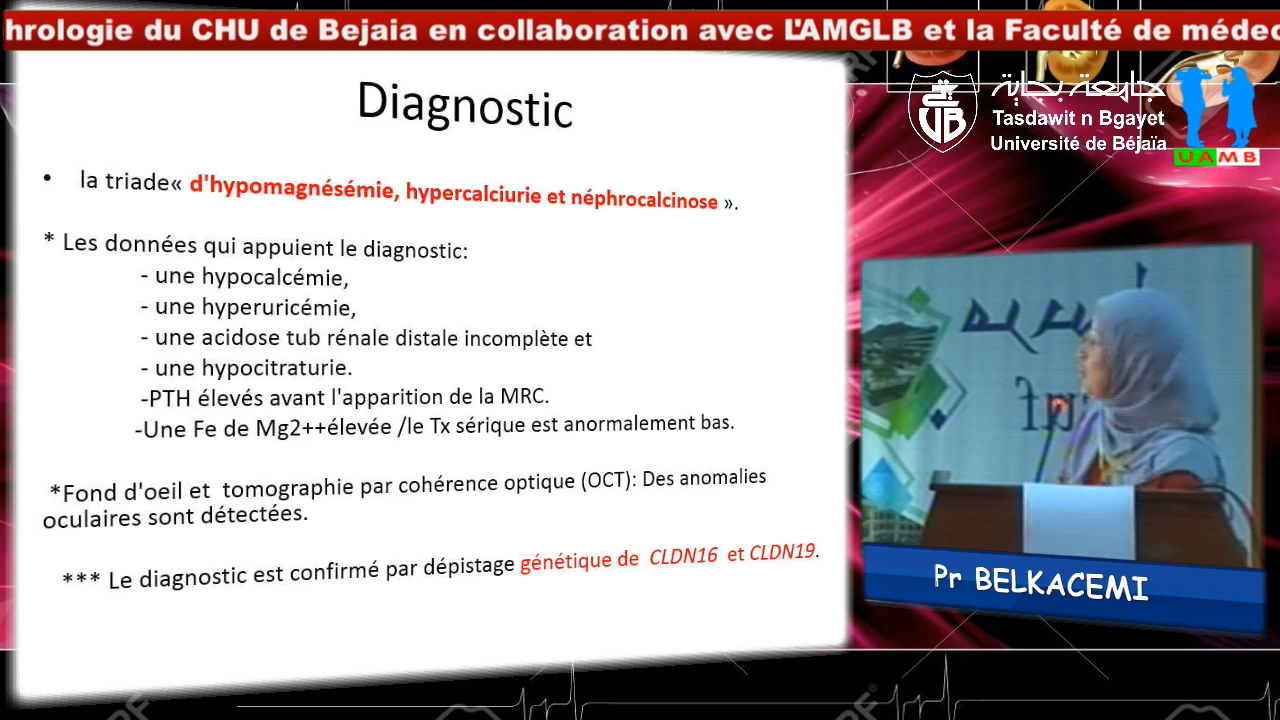 hrologie du CHU de Bejaia en collaboration avec L'AMGLB et la Faculté de médec
جامعة بجاية
Tasdawit n Bgayet
Université de Béjaïa
UAMB
Diagnostic
• la triade« d'hypomagnésémie, hypercalciurie et néphrocalcinose ».
* Les données qui appuient le diagnostic:
- une hypocalcémie,
- une hyperuricémie,
- une acidose tub rénale distale incomplète et
- une hypocitraturie.
-PTH élevés avant l'apparition de la MRC.
-Une Fe de Mg2++élevée /le Tx sérique est anormalement bas.
*Fond d'oeil et tomographie par cohérence optique (OCT): Des anomalies
oculaires sont détectées.
*** Le diagnostic est confirmé par dépistage génétique de CLDN16 et CLDN19.
Pr BELKACEMI